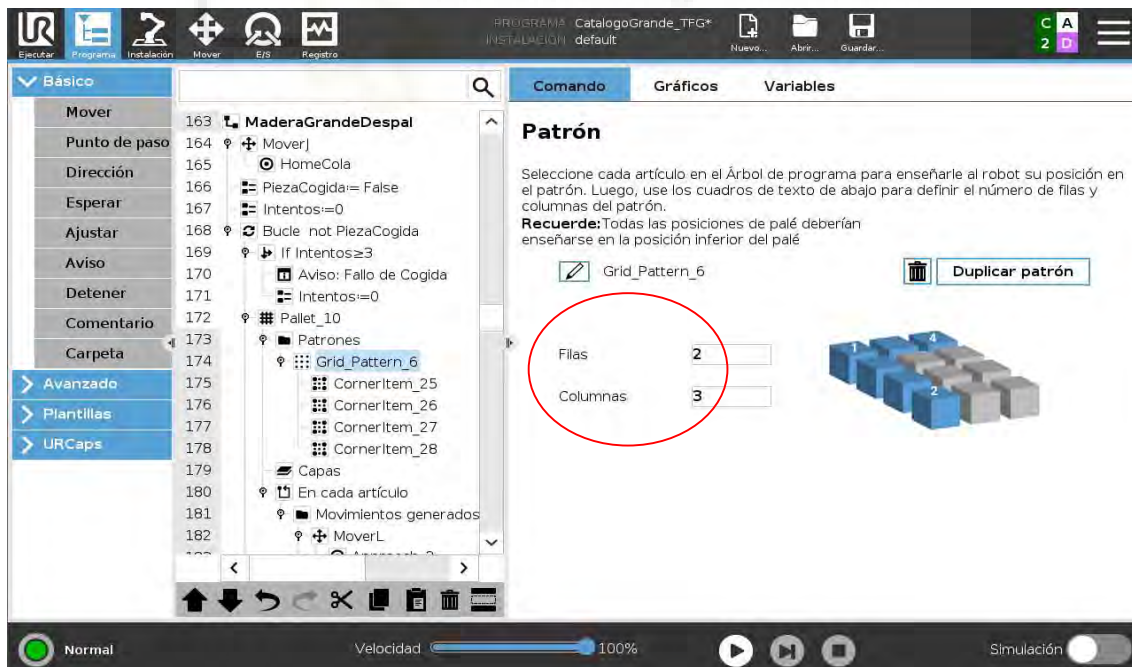 PROGRAMA CatalogoGrande_TFG*
INSTALACIÓN default
Ejecutar Programa Instalación Mover E/S Registro
Nuevo... Abrir... Guardar...
C A
2 D
Básico
Mover
Punto de paso
Dirección
Esperar
Ajustar
Aviso
Detener
Comentario
Carpeta
Avanzado
Plantillas
URCaps
163 MaderaGrandeDespal
164 MoverJ
165 HomeCola
166 PiezaCogida:= False
167 Intentos:=0
168 Bucle not PiezaCogida
169 If Intentos≥3
170 Aviso: Fallo de Cogida
171 Intentos:=0
172 Pallet_10
173 Patrones
174 Grid_Pattern_6
175 CornerItem_25
176 CornerItem_26
177 CornerItem_27
178 CornerItem_28
179 Capas
180 En cada artículo
181 Movimientos generados
182 MoverL
Comando Gráficos Variables
Patrón
Seleccione cada artículo en el Árbol de programa para enseñarle al robot su posición en
el patrón. Luego, use los cuadros de texto de abajo para definir el número de filas y
columnas del patrón.
Recuerde:Todas las posiciones de palé deberían
enseñarse en la posición inferior del palé
Grid_Pattern_6 Duplicar patrón
Filas 2
Columnas 3
1 4
2
Normal Velocidad 100% Simulación